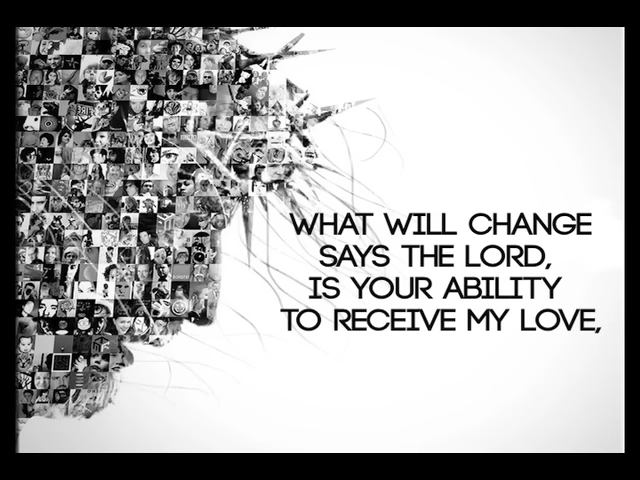 WHAT WILL CHANGE
SAYS THE LORD,
IS YOUR ABILITY
TO RECEIVE MY LOVE,